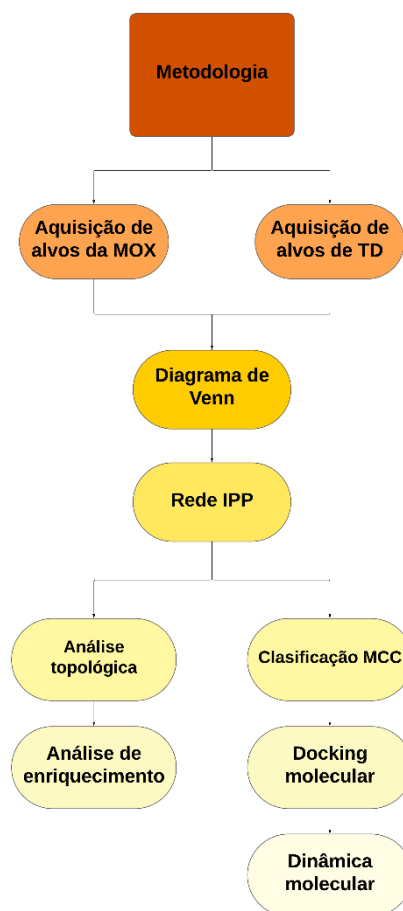 Metodologia
Aquisição de
alvos da MOX
Aquisição de
alvos de TD
Diagrama de
Venn
Rede IPP
Análise
topológica
Clasificação MCC
Análise de
enriquecimento
Docking
molecular
Dinâmica
molecular